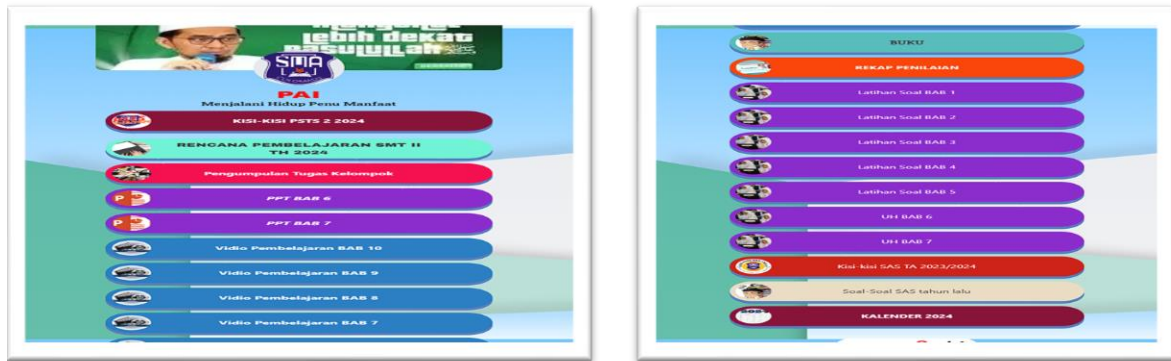 lebih dekat
Rasulullah
SMA
PAI
Menjalani Hidup Penu Manfaat
KISI-KISI PSTS 2 2024
RENCANA PEMBELAJARAN SMT II
TH 2024
Pengumpulan Tugas Kelompok
PPT BAB 6
PPT BAB 7
Vidio Pembelajaran BAB 10
Vidio Pembelajaran BAB 9
Vidio Pembelajaran BAB 8
Vidio Pembelajaran BAB 7
BUKU
REKAP PENILAIAN
Latihan Soal BAB 1
Latihan Soal BAB 2
Latihan Soal BAB 3
Latihan Soal BAB 4
Latihan Soal BAB 5
UH BAB 6
UH BAB 7
Kisi-kisi SAS TA 2023/2024
Soal-Soal SAS tahun lalu
KALENDER 2024